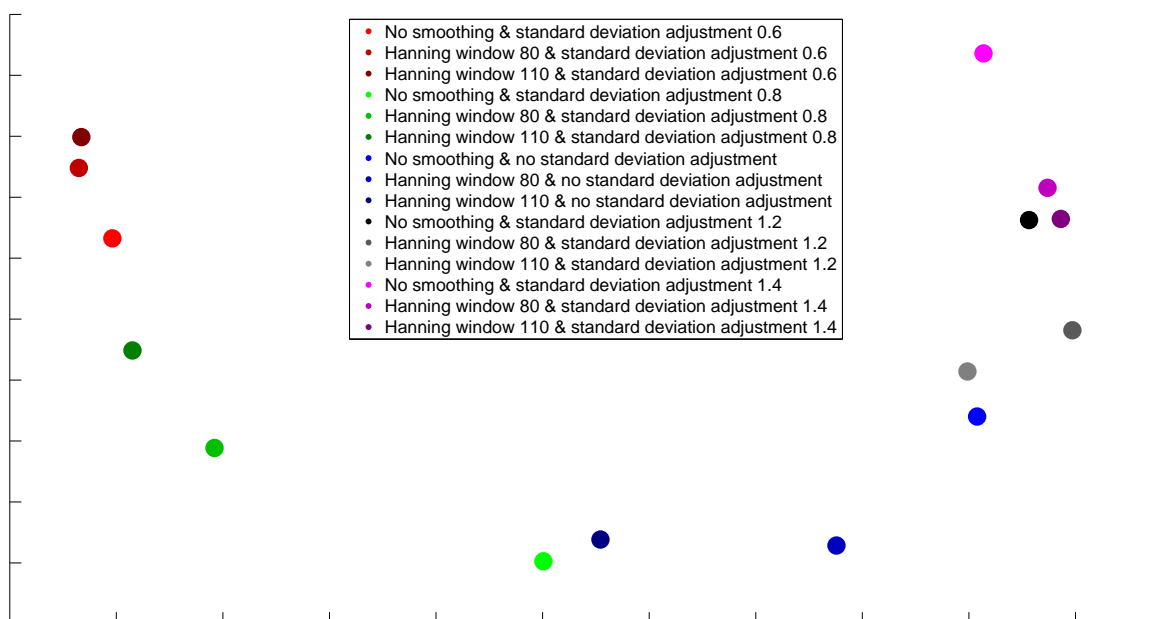 No smoothing & standard deviation adjustment 0.6
Hanning window 80 & standard deviation adjustment 0.6
Hanning window 110 & standard deviation adjustment 0.6
No smoothing & standard deviation adjustment 0.8
Hanning window 80 & standard deviation adjustment 0.8
Hanning window 110 & standard deviation adjustment 0.8
No smoothing & no standard deviation adjustment
Hanning window 80 & no standard deviation adjustment
Hanning window 110 & no standard deviation adjustment
No smoothing & standard deviation adjustment 1.2
Hanning window 80 & standard deviation adjustment 1.2
Hanning window 110 & standard deviation adjustment 1.2
No smoothing & standard deviation adjustment 1.4
Hanning window 80 & standard deviation adjustment 1.4
Hanning window 110 & standard deviation adjustment 1.4